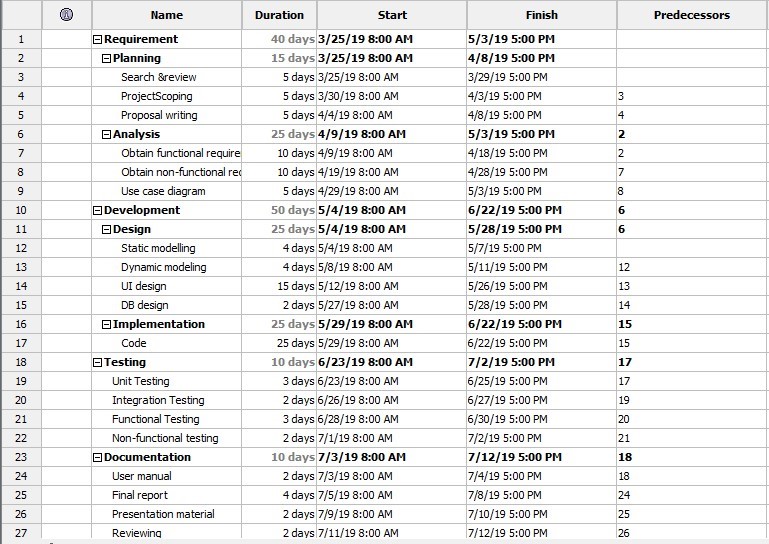 Name Duration Start Finish Predecessors
1 Requirement 40 days 3/25/19 8:00 AM 5/3/19 5:00 PM
2 Planning 15 days 3/25/19 8:00 AM 4/8/19 5:00 PM
3 Search &review 5 days 3/25/19 8:00 AM 3/29/19 5:00 PM
4 ProjectScoping 5 days 3/30/19 8:00 AM 4/3/19 5:00 PM 3
5 Proposal writing 5 days 4/4/19 8:00 AM 4/8/19 5:00 PM 4
6 Analysis 25 days 4/9/19 8:00 AM 5/3/19 5:00 PM 2
7 Obtain functional require 10 days 4/9/19 8:00 AM 4/18/19 5:00 PM 2
8 Obtain non-functional rec 10 days 4/19/19 8:00 AM 4/28/19 5:00 PM 7
9 Use case diagram 5 days 4/29/19 8:00 AM 5/3/19 5:00 PM 8
10 Development 50 days 5/4/19 8:00 AM 6/22/19 5:00 PM 6
11 Design 25 days 5/4/19 8:00 AM 5/28/19 5:00 PM 6
12 Static modelling 4 days 5/4/19 8:00 AM 5/7/19 5:00 PM
13 Dynamic modeling 4 days 5/8/19 8:00 AM 5/11/19 5:00 PM 12
14 UI design 15 days 5/12/19 8:00 AM 5/26/19 5:00 PM 13
15 DB design 2 days 5/27/19 8:00 AM 5/28/19 5:00 PM 14
16 Implementation 25 days 5/29/19 8:00 AM 6/22/19 5:00 PM 15
17 Code 25 days 5/29/19 8:00 AM 6/22/19 5:00 PM 15
18 Testing 10 days 6/23/19 8:00 AM 7/2/19 5:00 PM 17
19 Unit Testing 3 days 6/23/19 8:00 AM 6/25/19 5:00 PM 17
20 Integration Testing 2 days 6/26/19 8:00 AM 6/27/19 5:00 PM 19
21 Functional Testing 3 days 6/28/19 8:00 AM 6/30/19 5:00 PM 20
22 Non-functional testing 2 days 7/1/19 8:00 AM 7/2/19 5:00 PM 21
23 Documentation 10 days 7/3/19 8:00 AM 7/12/19 5:00 PM 18
24 User manual 2 days 7/3/19 8:00 AM 7/4/19 5:00 PM 18
25 Final report 4 days 7/5/19 8:00 AM 7/8/19 5:00 PM 24
26 Presentation material 2 days 7/9/19 8:00 AM 7/10/19 5:00 PM 25
27 Reviewing 2 days 7/11/19 8:00 AM 7/12/19 5:00 PM 26